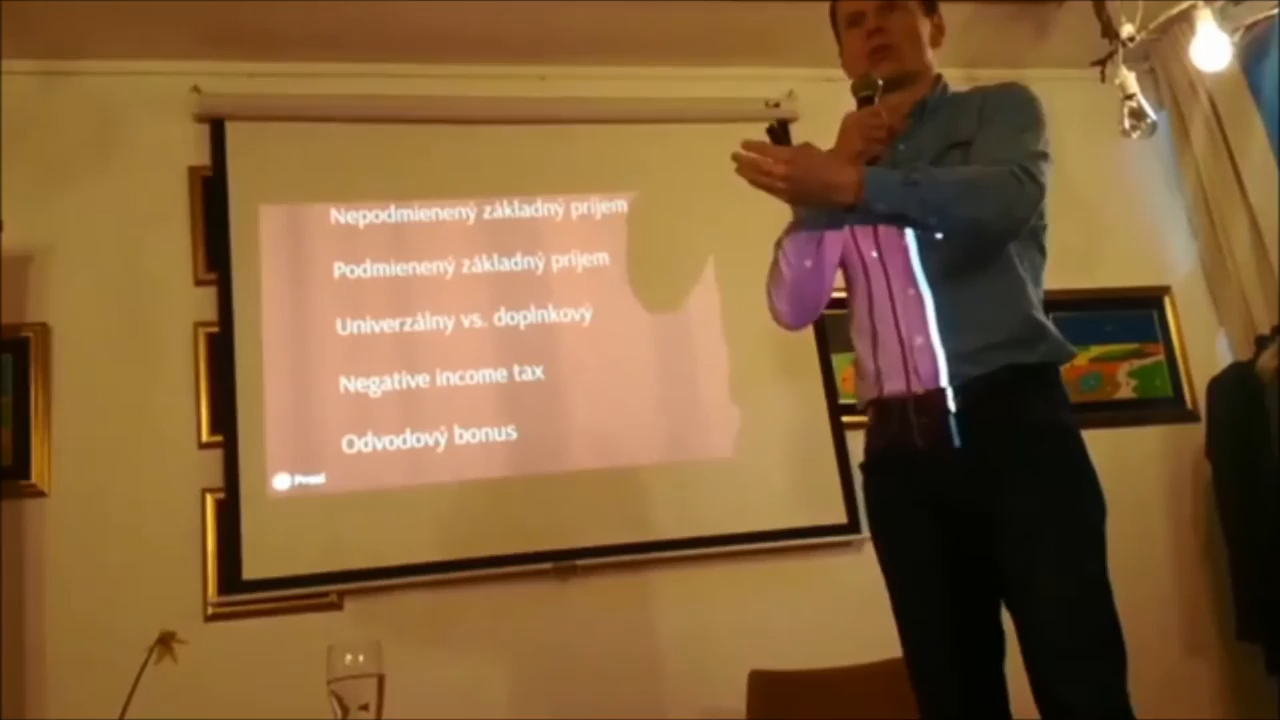 Nepodmienený základný príjem
Podmienený základný príjem
Univerzálny vs. doplnkový
Negative income tax
Odvodový bonus
Prezi